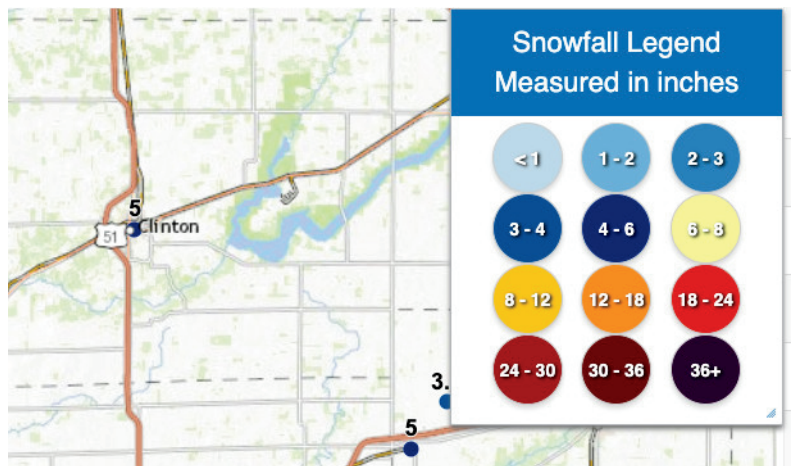 Snowfall Legend
Measured in inches
< 1
1 - 2
2 - 3
3 - 4
4 - 6
6 - 8
8 - 12
12 - 18
18 - 24
24 - 30
30 - 36
36+
5
Clinton
51
3.
5